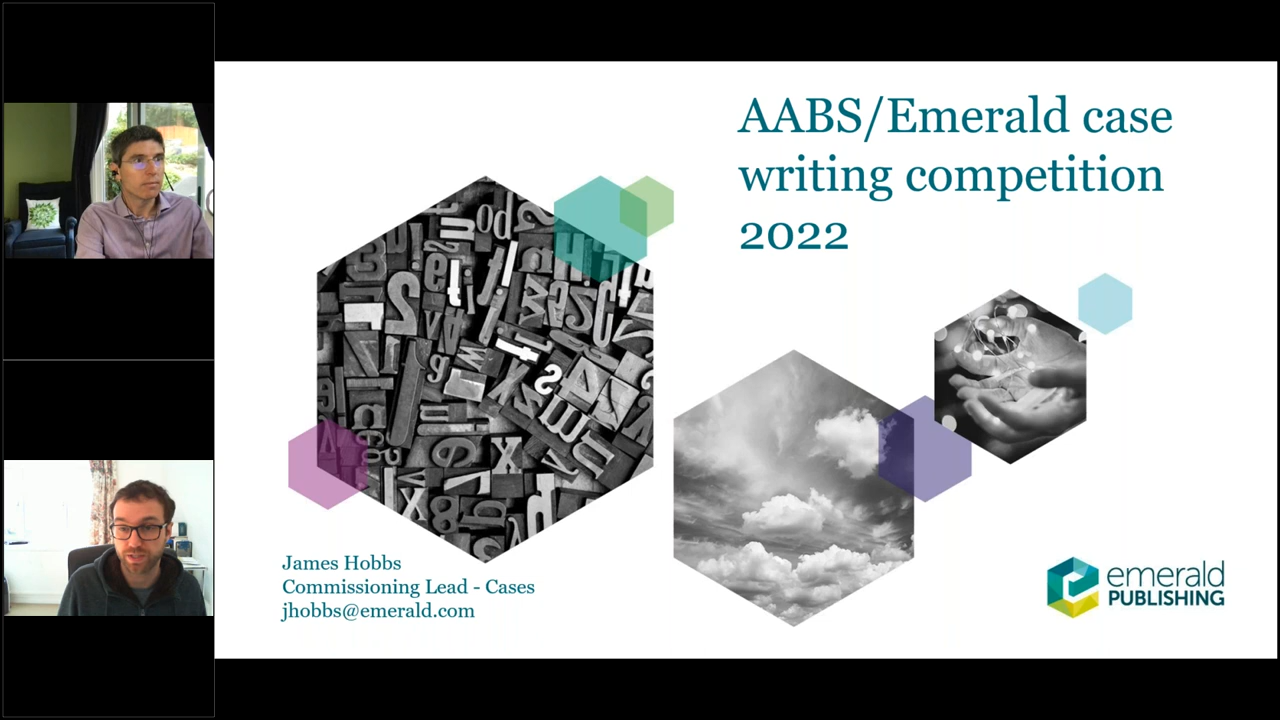 AABS/Emerald case
writing competition
2022
James Hobbs
Commissioning Lead - Cases
jhobbs@emerald.com
emerald
PUBLISHING